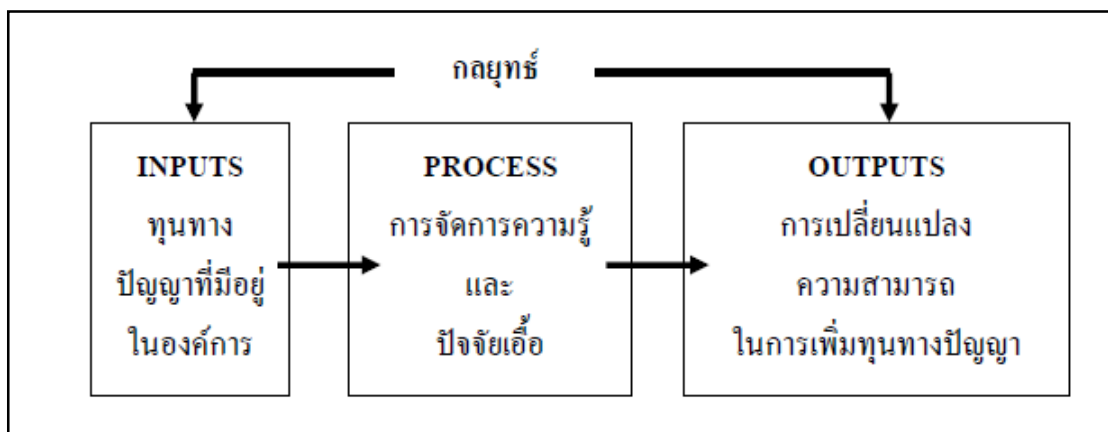 กลยุทธ์
INPUTS
ทุนทาง
ปัญญาที่มีอยู่
ในองค์การ
PROCESS
การจัดการความรู้
และ
ปัจจัยเอื้อ
OUTPUTS
การเปลี่ยนแปลง
ความสามารถ
ในการเพิ่มทุนทางปัญญา